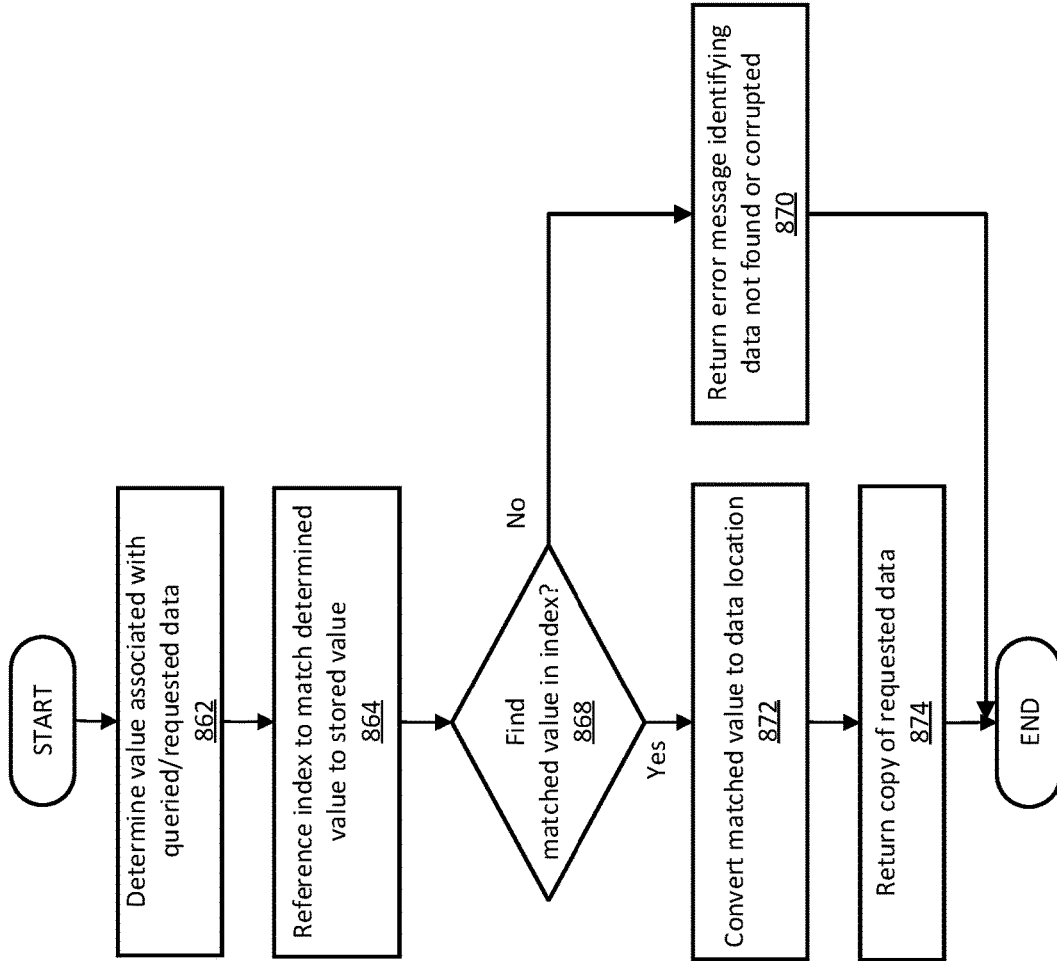 START
Determine value associated with
queried/requested data
862
Reference index to match determined
value to stored value
864
Find
matched value in index?
868
No
Yes
Return error message identifying
data not found or corrupted
870
Convert matched value to data location
872
Return copy of requested data
874
END